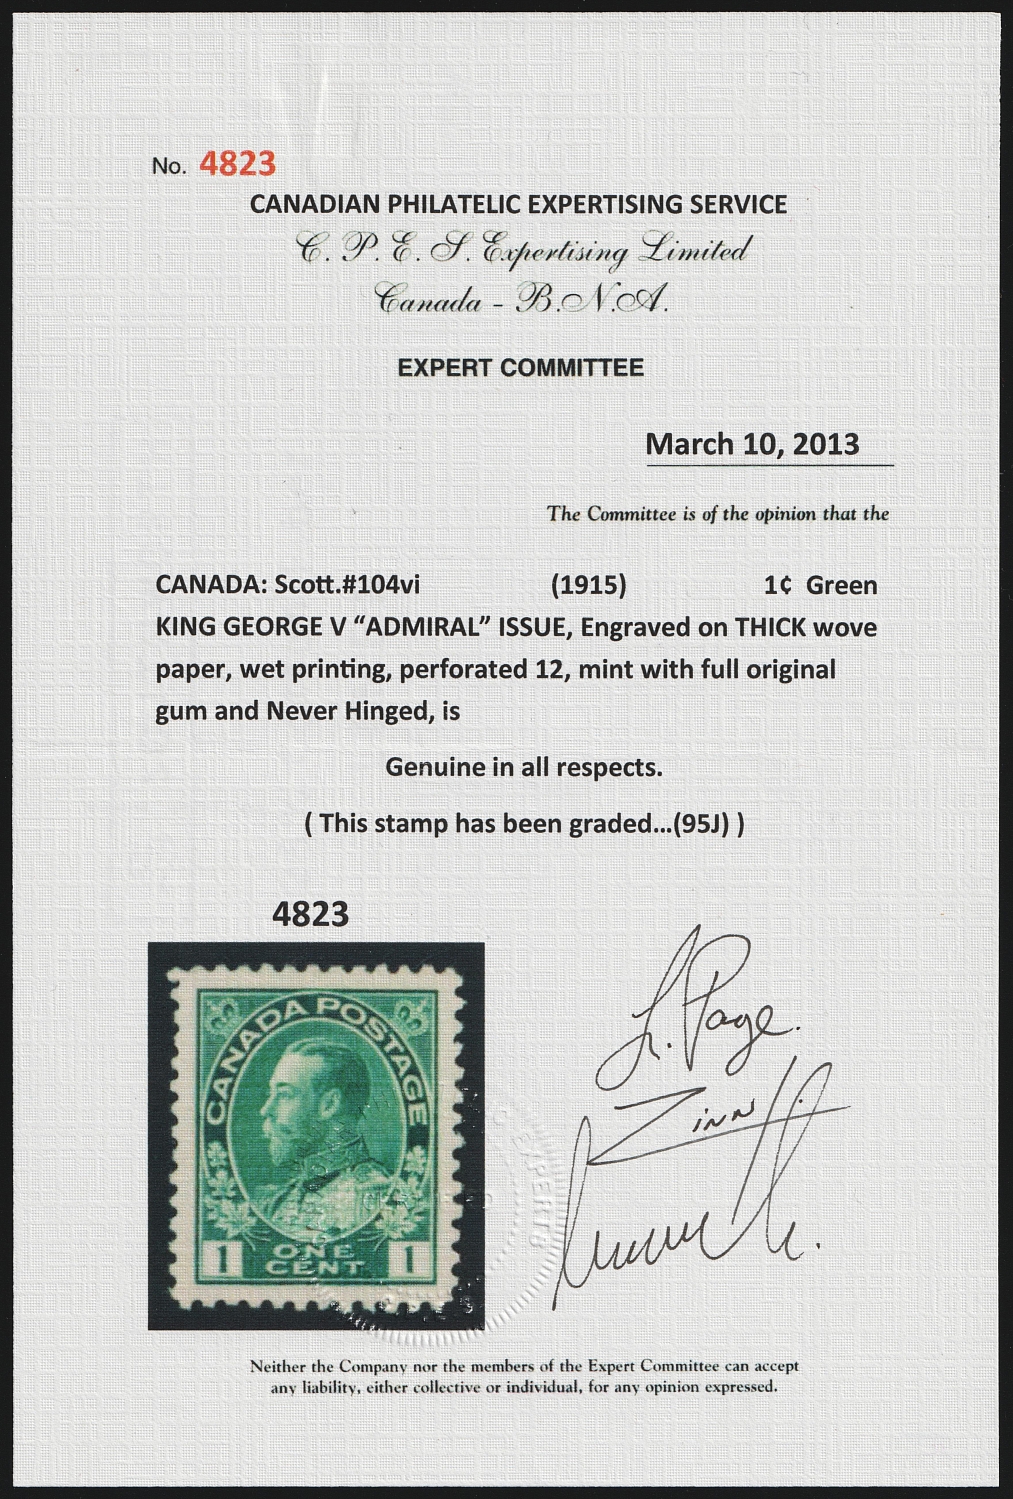 No. 4823
CANADIAN PHILATELIC EXPERTISING SERVICE
C. P. E. S. Expertising Limited
Canada - B.N.A.
EXPERT COMMITTEE
March 10, 2013
The Committee is of the opinion that the
CANADA: Scott.#104vi (1915) 1¢ Green
KING GEORGE V “ADMIRAL” ISSUE, Engraved on THICK wove
paper, wet printing, perforated 12, mint with full original
gum and Never Hinged, is
Genuine in all respects.
( This stamp has been graded...(95J) )
4823
CANADA POSTAGE
1 ONE CENT 1
L. Page.
Zinn
EXPERTS
Neither the Company nor the members of the Expert Committee can accept
any liability, either collective or individual, for any opinion expressed.